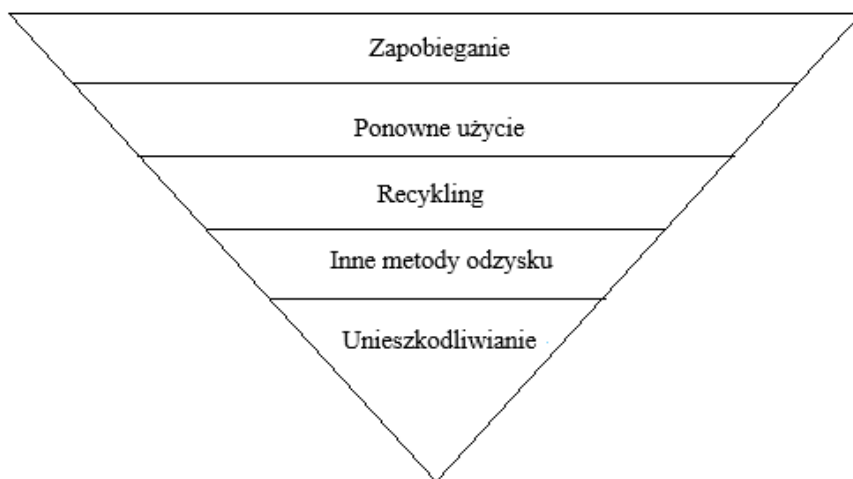 Zapobieganie
Ponowne użycie
Recykling
Inne metody odzysku
Unieszkodliwianie